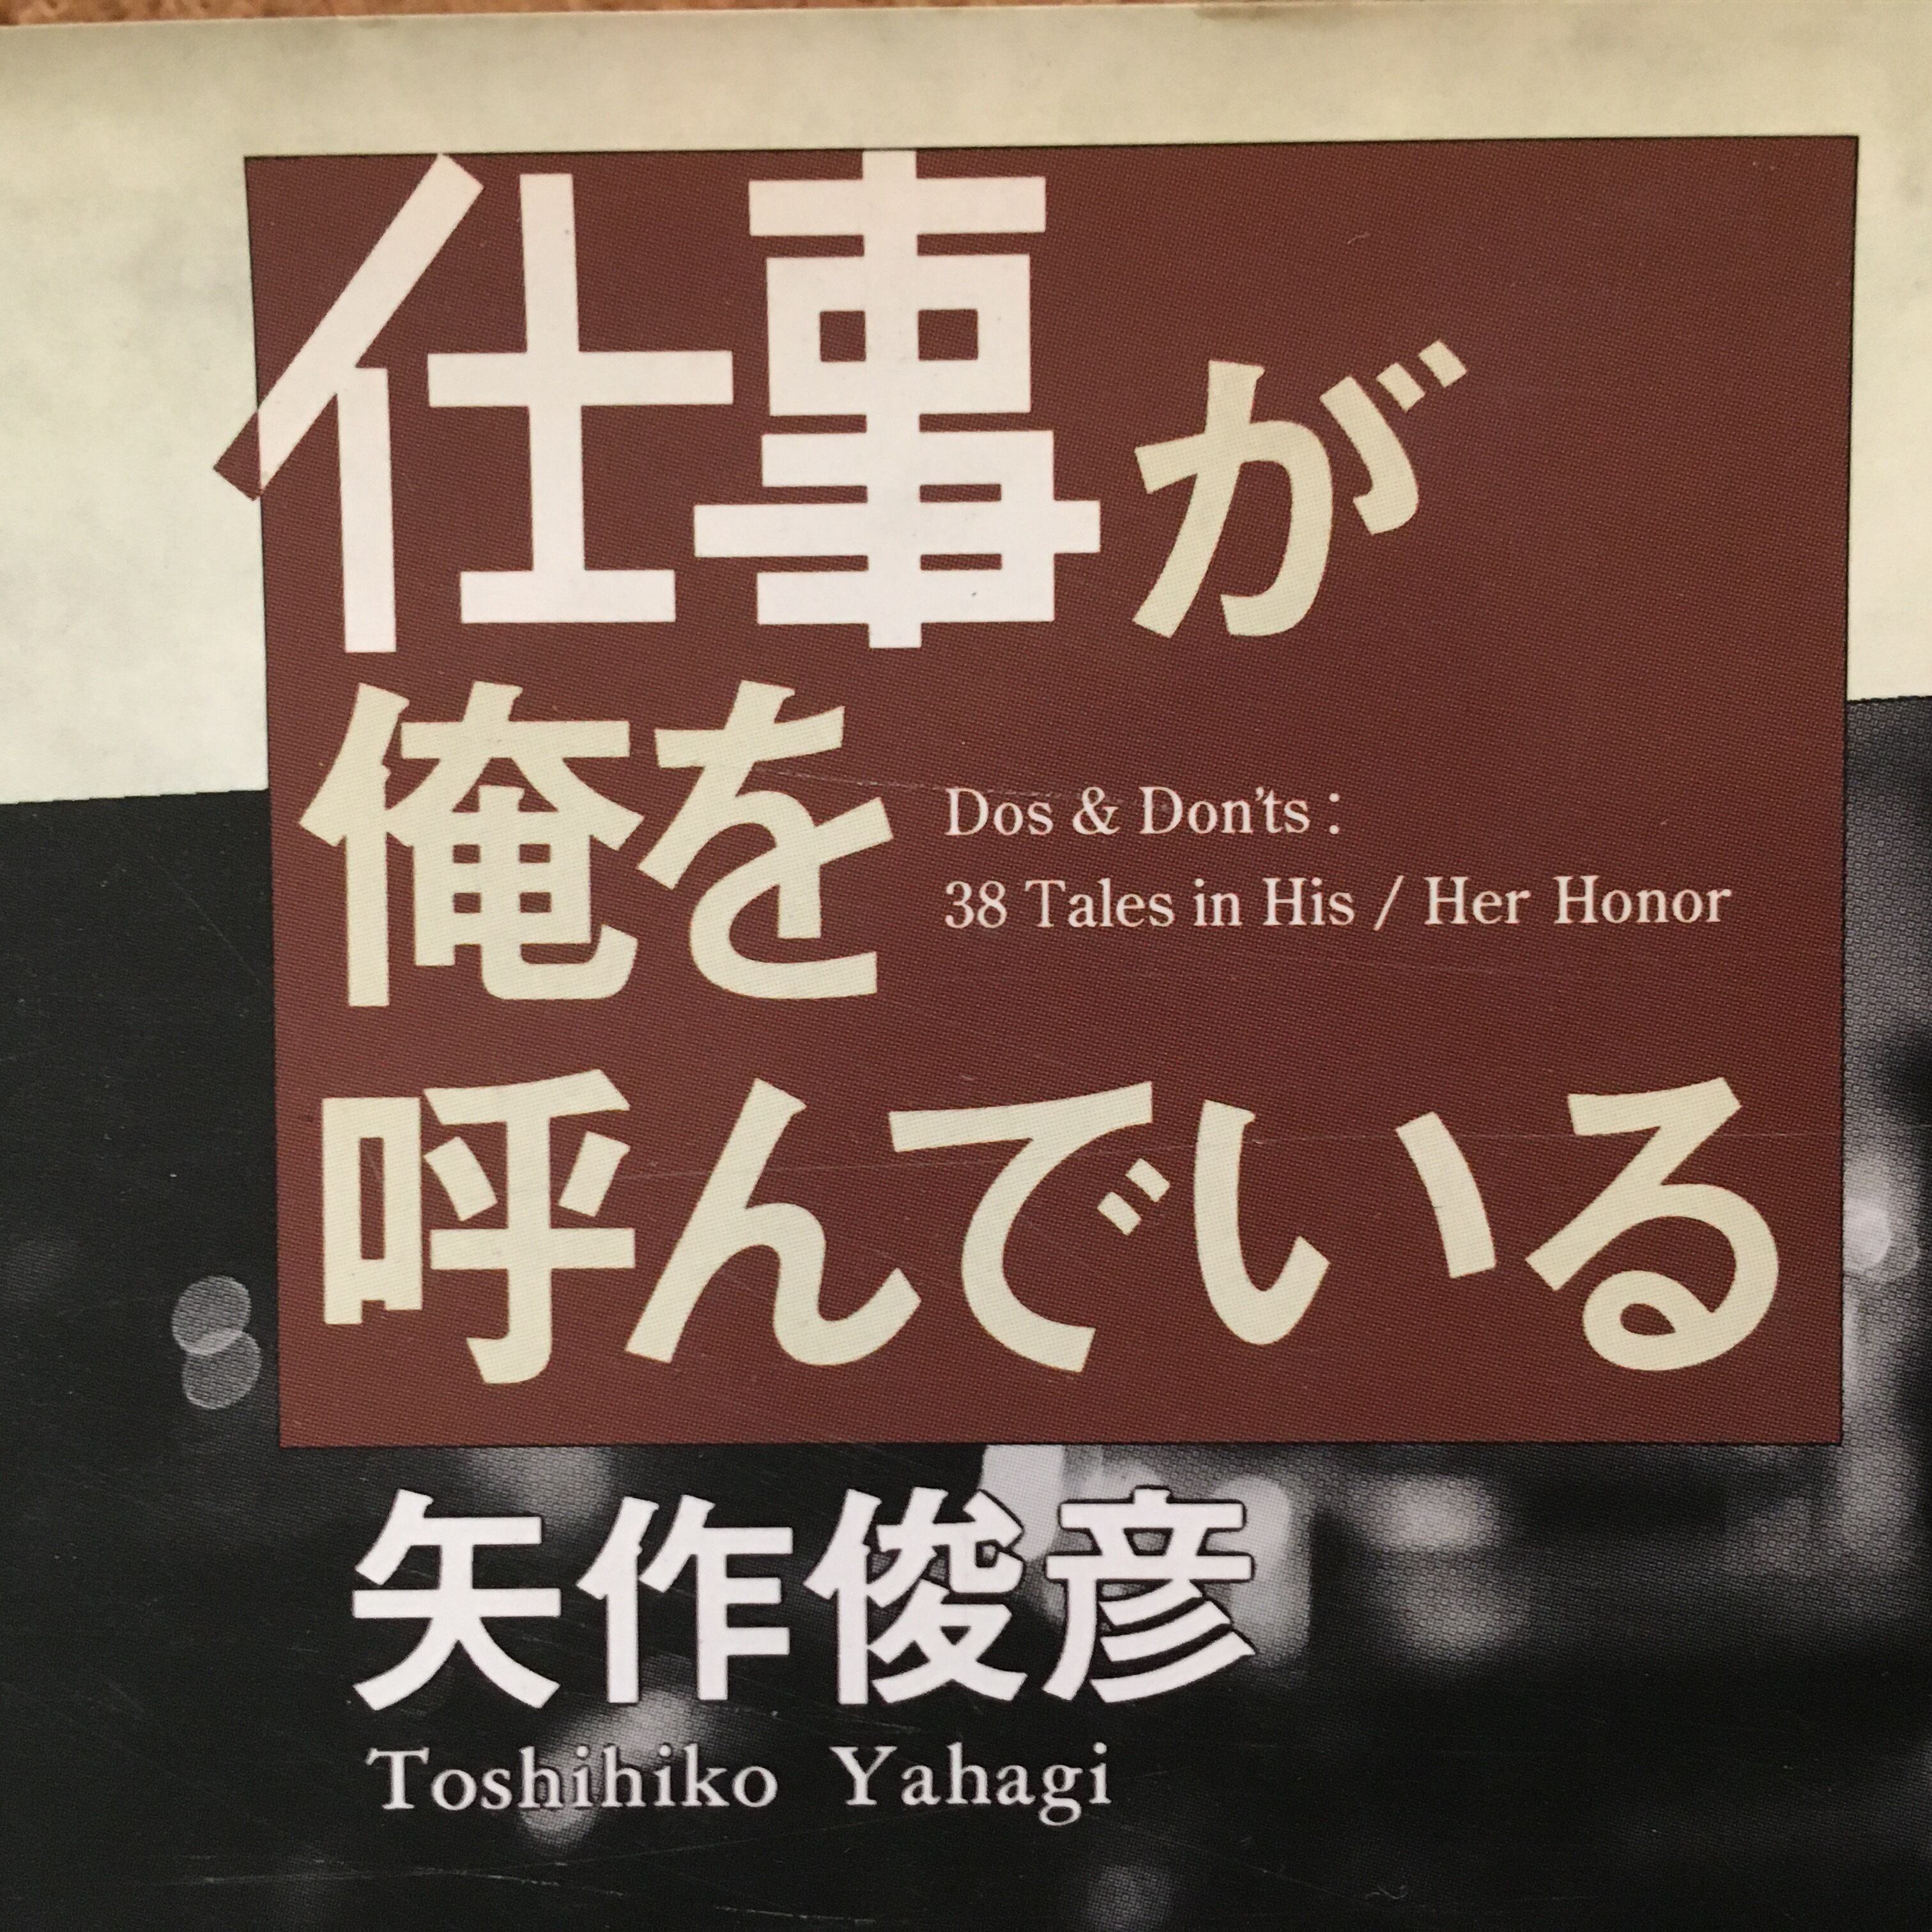 仕事が
俺を
Dos & Don'ts :
38 Tales in His / Her Honor
呼んでいる
矢作俊彦
Toshihiko Yahagi